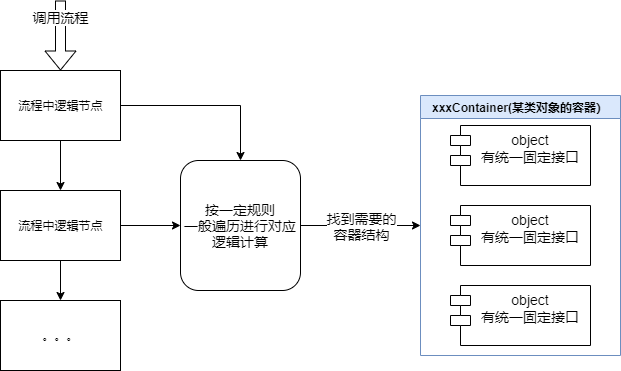 调用流程
流程中逻辑节点
流程中逻辑节点
。。。
按一定规则
一般遍历进行对应
逻辑计算
找到需要的
容器结构
xxxContainer(某类对象的容器)
object
有统一固定接口
object
有统一固定接口
object
有统一固定接口